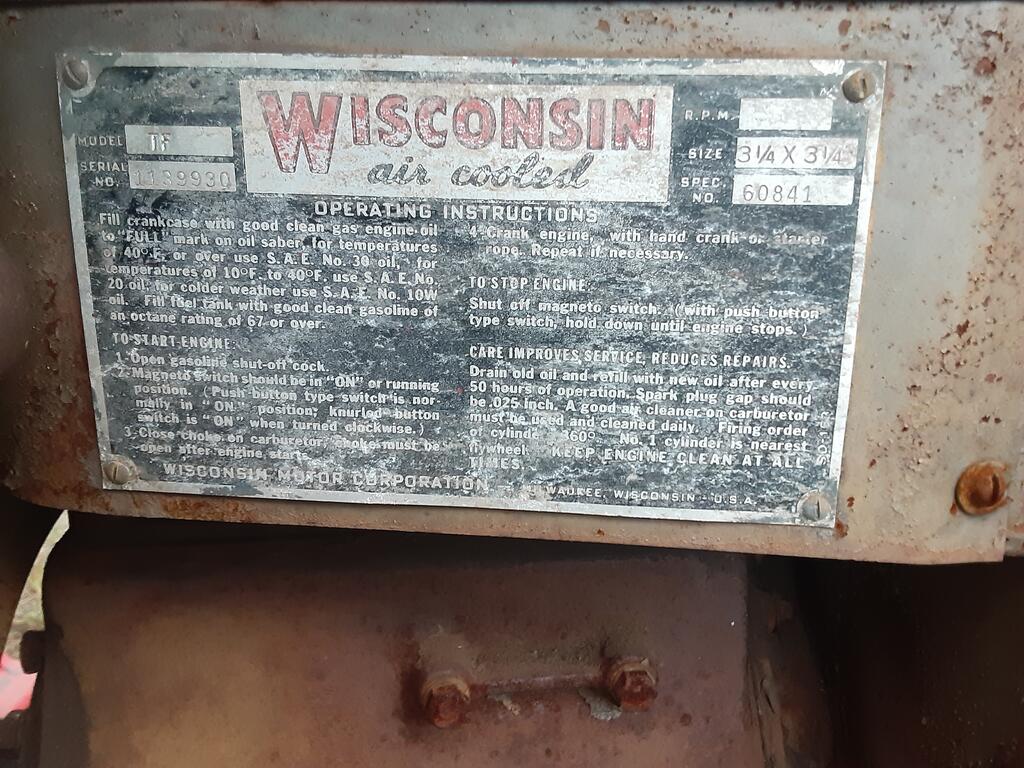 MODEL TF
SERIAL NO. 1139930
WISCONSIN
air cooled
R.P.M.
SIZE 3 1/4 X 3 1/4
SPEC. NO. 60841
OPERATING INSTRUCTIONS
Fill crankcase with good clean gas engine oil
to "FULL" mark on oil saber, for temperatures
of 40°F. or over use S.A.E. No. 30 oil, for
temperatures of 10°F. to 40°F. use S.A.E. No.
20 oil, for colder weather use S.A.E. No. 10W
oil. Fill fuel tank with good clean gasoline of
an octane rating of 67 or over.
TO START ENGINE:
1. Open gasoline shut-off cock.
2. Magneto switch should be in "ON" or running
position. (Push button type switch is nor-
mally in "ON" position; knurled button
switch is "ON" when turned clockwise.)
3. Close choke on carburetor; choke must be
open after engine starts.
4. Crank engine, with hand crank or starter
rope. Repeat if necessary.
TO STOP ENGINE:
Shut off magneto switch. (with push button
type switch, hold down until engine stops.)
CARE IMPROVES SERVICE, REDUCES REPAIRS.
Drain old oil and refill with new oil after every
50 hours of operation. Spark plug gap should
be .025 inch. A good air cleaner on carburetor
must be used and cleaned daily. Firing order
of cylinde 360° No. 1 cylinder is nearest
flywheel. KEEP ENGINE CLEAN AT ALL
TIMES.
WISCONSIN MOTOR CORPORATION
WAUKEE, WISCONSIN - U.S.A.